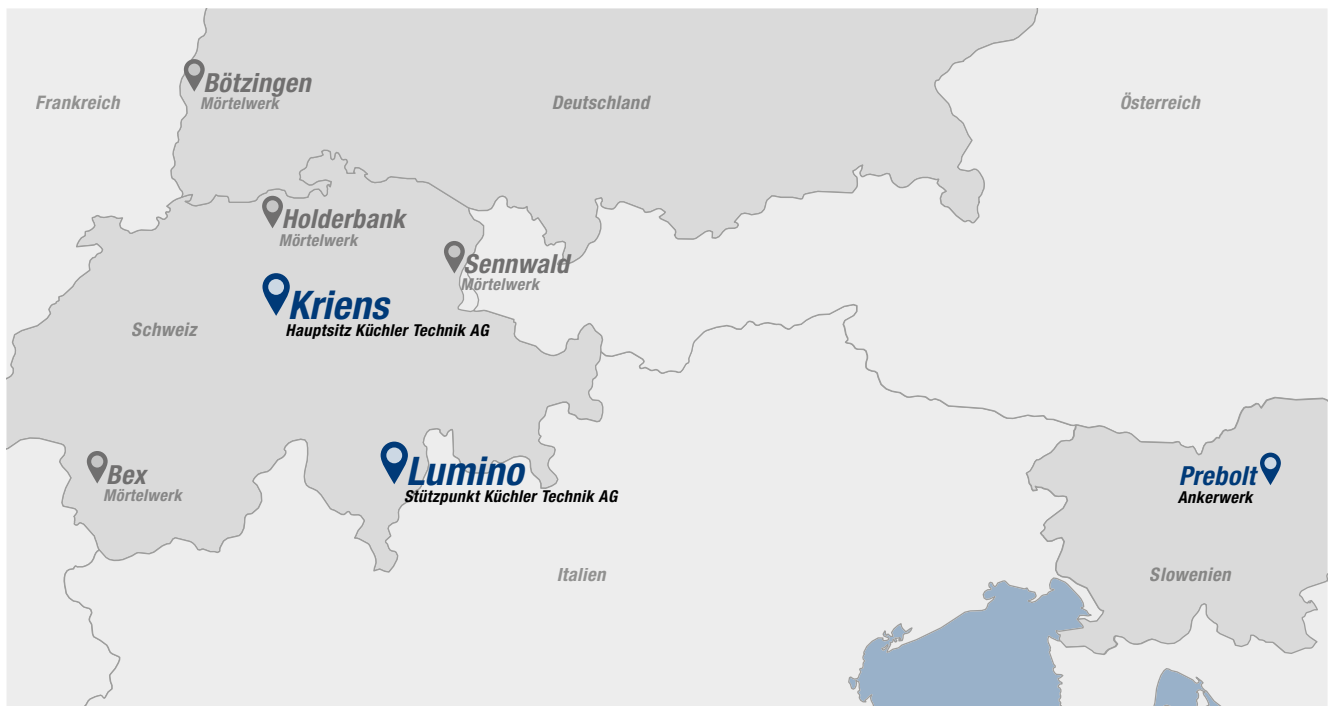 Bötzingen
Mörtelwerk
Frankreich
Deutschland
Österreich
Holderbank
Mörtelwerk
Sennwald
Mörtelwerk
Kriens
Hauptsitz Küchler Technik AG
Schweiz
Lumino
Stützpunkt Küchler Technik AG
Bex
Mörtelwerk
Prebolt
Ankerwerk
Italien
Slowenien